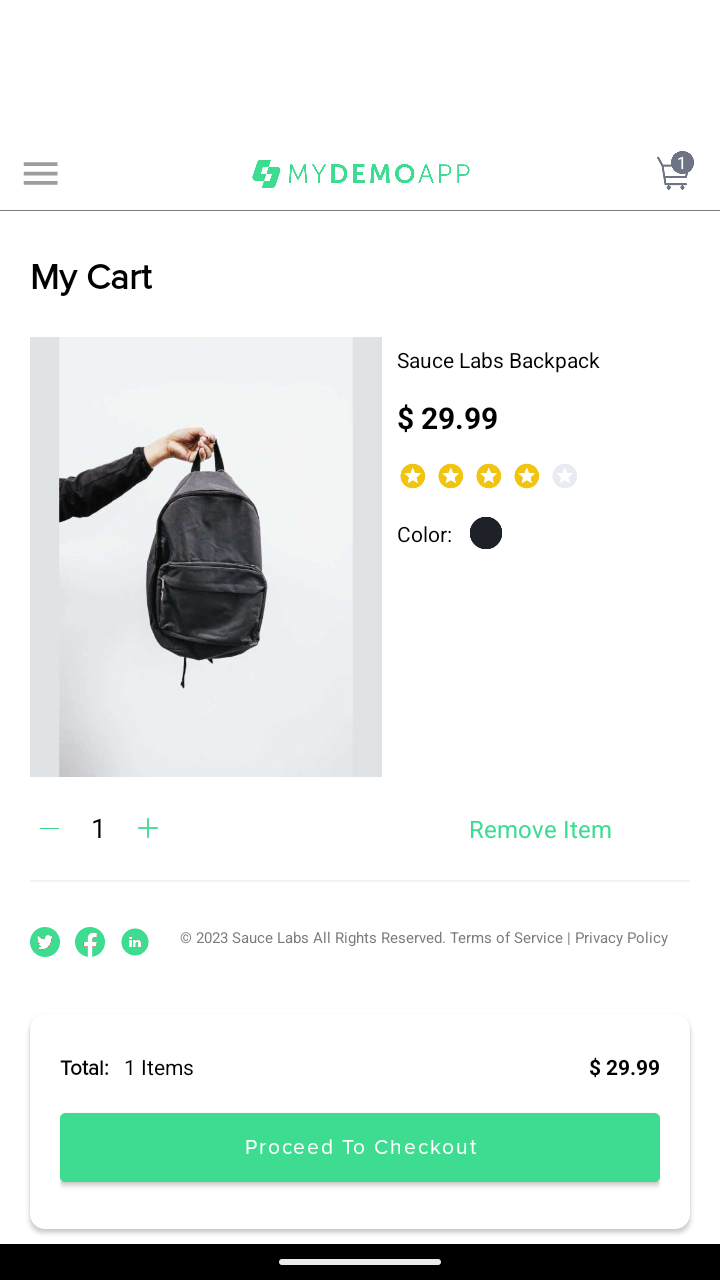 MYDEMOAPP
1
My Cart
Sauce Labs Backpack
$ 29.99
Color:
1
Remove Item
in
© 2023 Sauce Labs All Rights Reserved. Terms of Service | Privacy Policy
Total: 1 Items $ 29.99
Proceed To Checkout